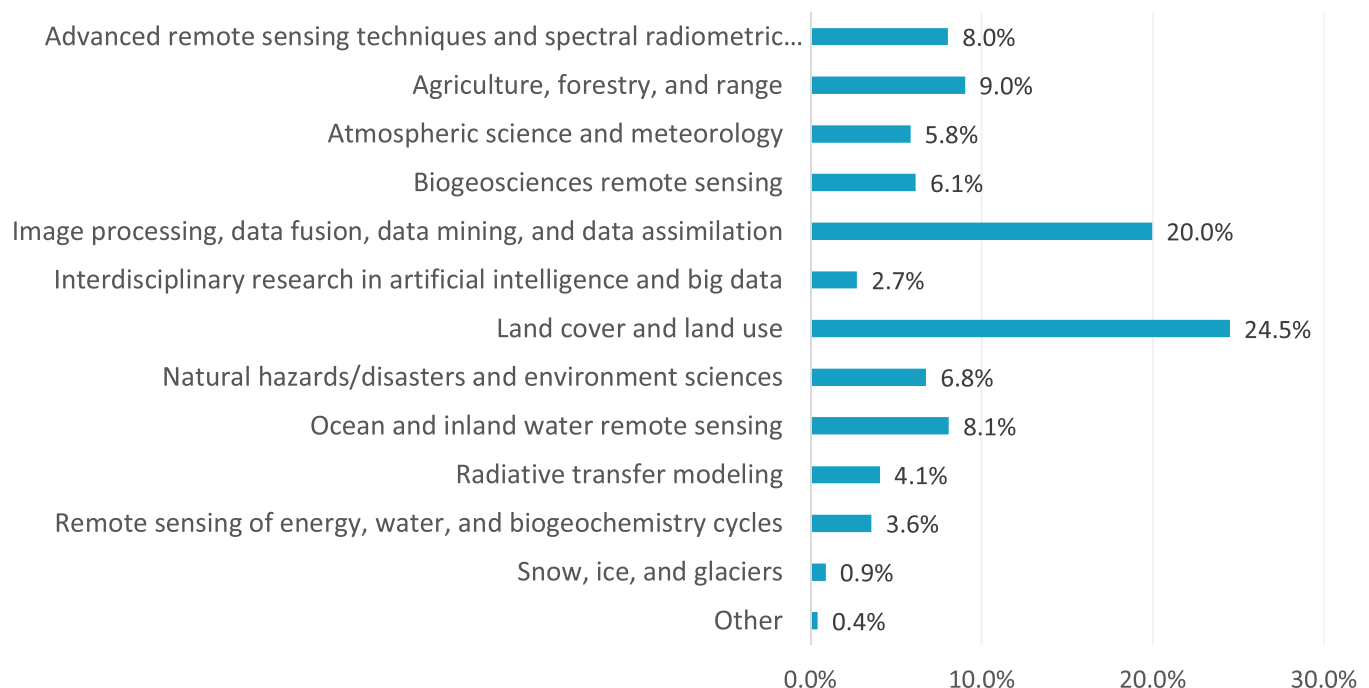 Advanced remote sensing techniques and spectral radiometric... 8.0%
Agriculture, forestry, and range 9.0%
Atmospheric science and meteorology 5.8%
Biogeosciences remote sensing 6.1%
Image processing, data fusion, data mining, and data assimilation 20.0%
Interdisciplinary research in artificial intelligence and big data 2.7%
Land cover and land use 24.5%
Natural hazards/disasters and environment sciences 6.8%
Ocean and inland water remote sensing 8.1%
Radiative transfer modeling 4.1%
Remote sensing of energy, water, and biogeochemistry cycles 3.6%
Snow, ice, and glaciers 0.9%
Other 0.4%
0.0% 10.0% 20.0% 30.0%